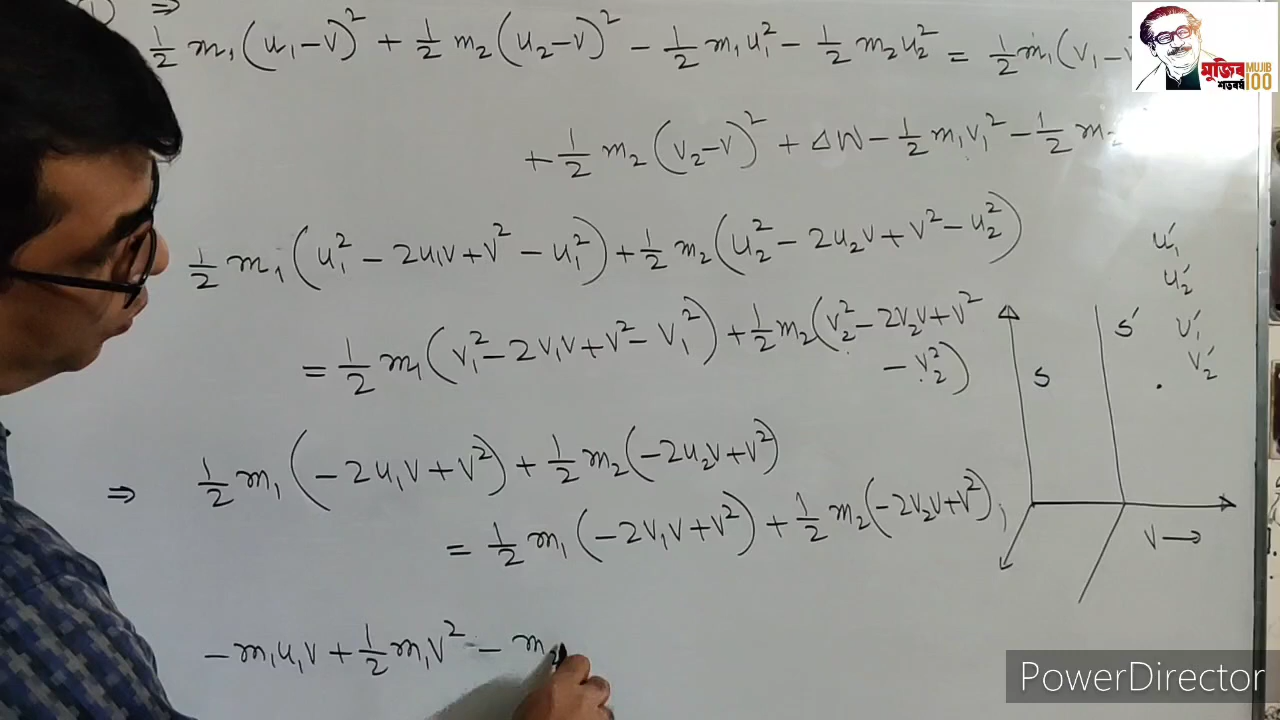 ① ⇒
½ m₁(u₁−v)² + ½ m₂(u₂−v)² − ½ m₁u₁² − ½ m₂u₂² = ½ m₁(v₁−v
+ ½ m₂(v₂−v)² + ΔW − ½ m₁v₁² − ½ m₂
½ m₁(u₁² − 2u₁v + v² − u₁²) + ½ m₂(u₂² − 2u₂v + v² − u₂²)
= ½ m₁(v₁² − 2v₁v + v² − v₁²) + ½ m₂(v₂² − 2v₂v + v²
− v₂²)
⇒ ½ m₁(−2u₁v + v²) + ½ m₂(−2u₂v + v²)
= ½ m₁(−2v₁v + v²) + ½ m₂(−2v₂v + v²)
− m₁u₁v + ½ m₁v² − m₂
u₁′
u₂′
v₁′
v₂′
S
S′
v →
মুজিব
শতবর্ষ
MUJIB
100
PowerDirector